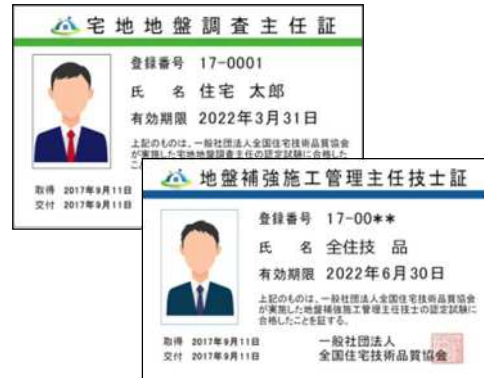 宅地地盤調査主任証
登録番号 17-0001
氏 名 住宅 太郎
有効期限 2022年3月31日
上記のものは、一般社団法人全国住宅技術品質協会
が実施した宅地地盤調査主任の認定試験に合格した
こ
取得 2017年9月11日
交付 2017年9月11日
地盤補強施工管理主任技士証
登録番号 17-00**
氏 名 全住技 品
有効期限 2022年6月30日
上記のものは、一般社団法人全国住宅技術品質協会
が実施した地盤補強施工管理主任技士の認定試験に
合格したことを証する。
取得 2017年9月11日
交付 2017年9月11日
一般社団法人
全国住宅技術品質協会